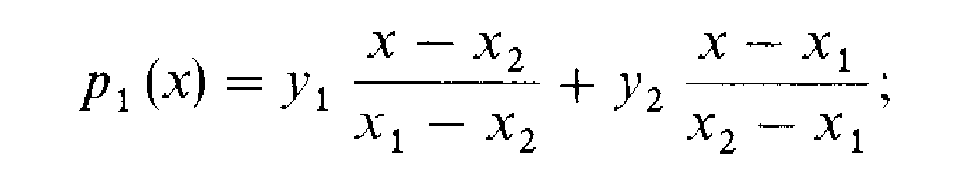 p₁(x) = y₁ (x − x₂)/(x₁ − x₂) + y₂ (x − x₁)/(x₂ − x₁);